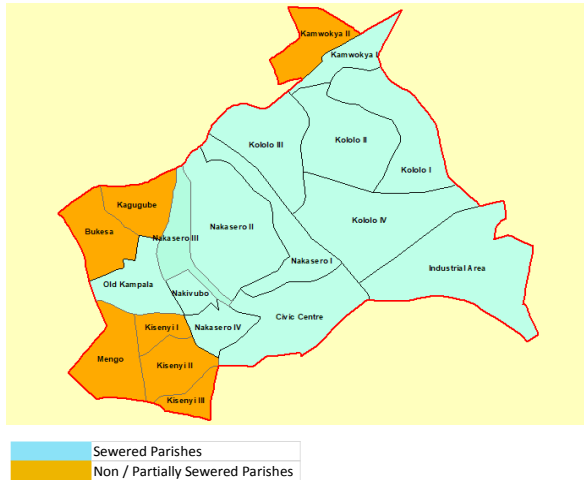 Kamwokya II
Kamwokya I
Kololo II
Kololo III
Kololo I
Kagugube
Nakasero II
Kololo IV
Bukesa
Nakasero III
Nakasero I
Industrial Area
Old Kampala
Nakivubo
Civic Centre
Kisenyi I
Nakasero IV
Mengo
Kisenyi II
Kisenyi III
Sewered Parishes
Non / Partially Sewered Parishes